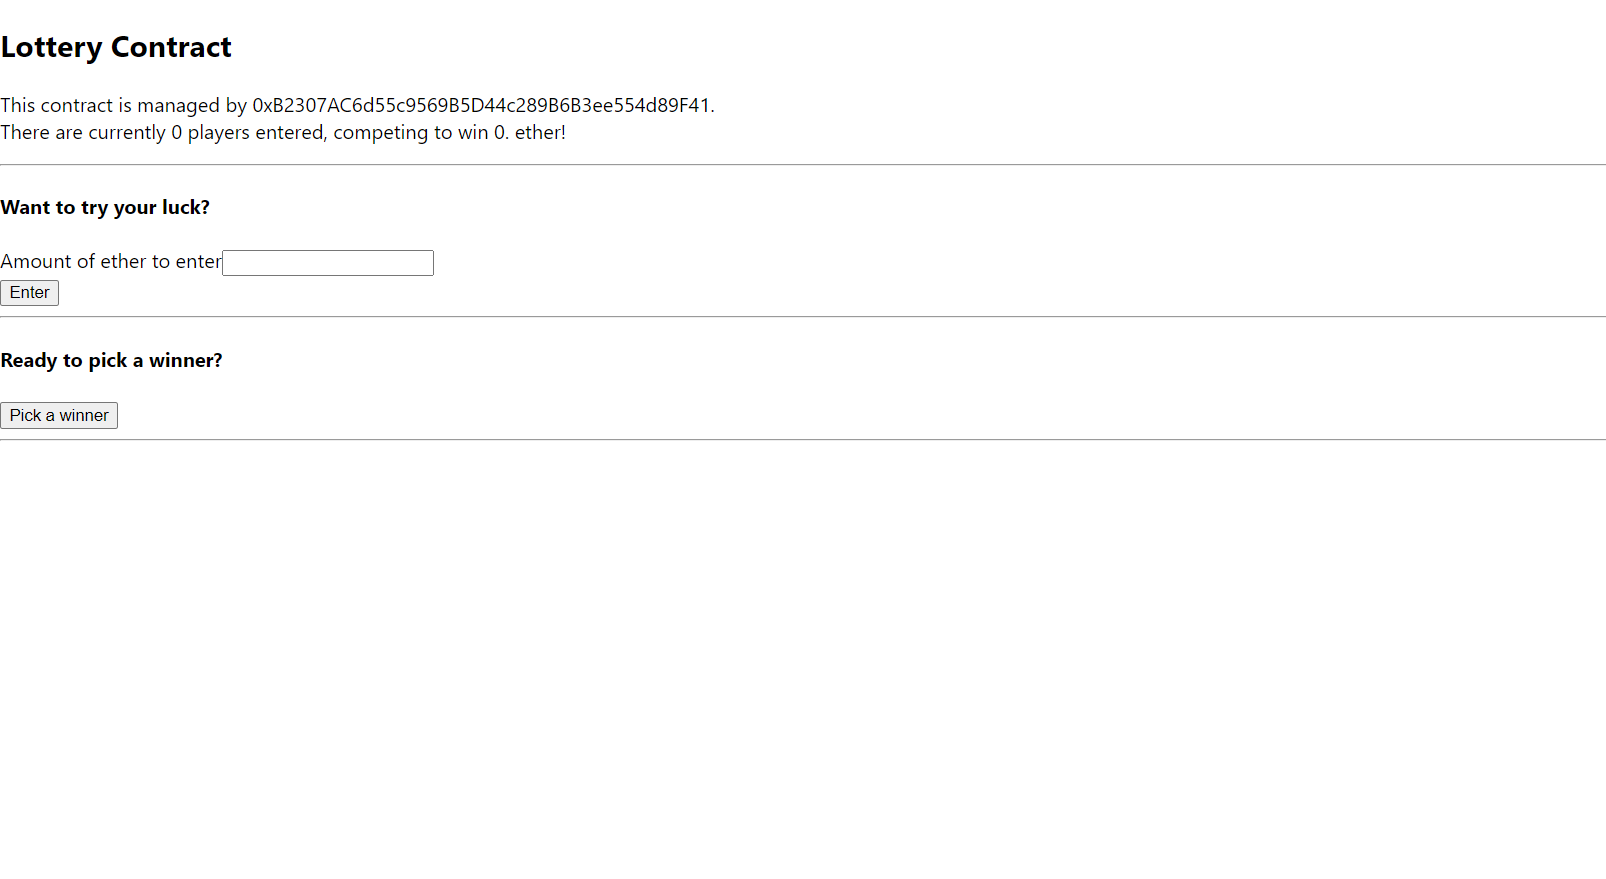 Lottery Contract
This contract is managed by 0xB2307AC6d55c9569B5D44c289B6B3ee554d89F41.
There are currently 0 players entered, competing to win 0. ether!
Want to try your luck?
Amount of ether to enter
Enter
Ready to pick a winner?
Pick a winner